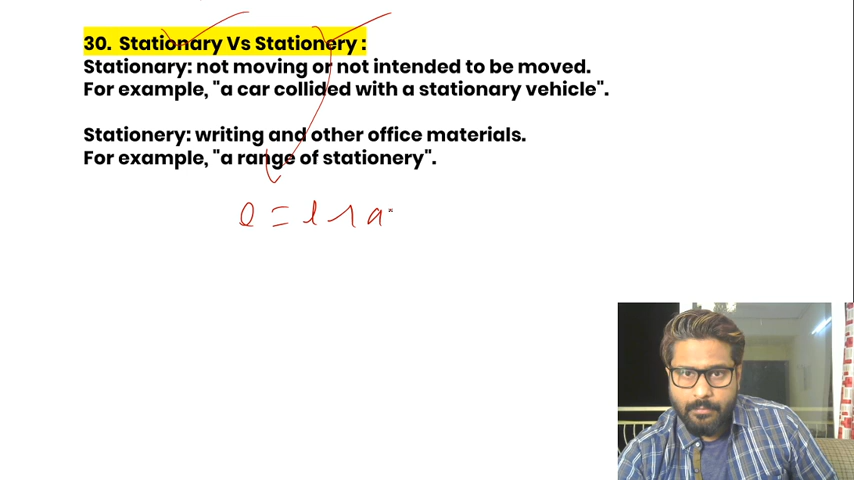 30. Stationary Vs Stationery :
Stationary: not moving or not intended to be moved.
For example, "a car collided with a stationary vehicle".
Stationery: writing and other office materials.
For example, "a range of stationery".
e =